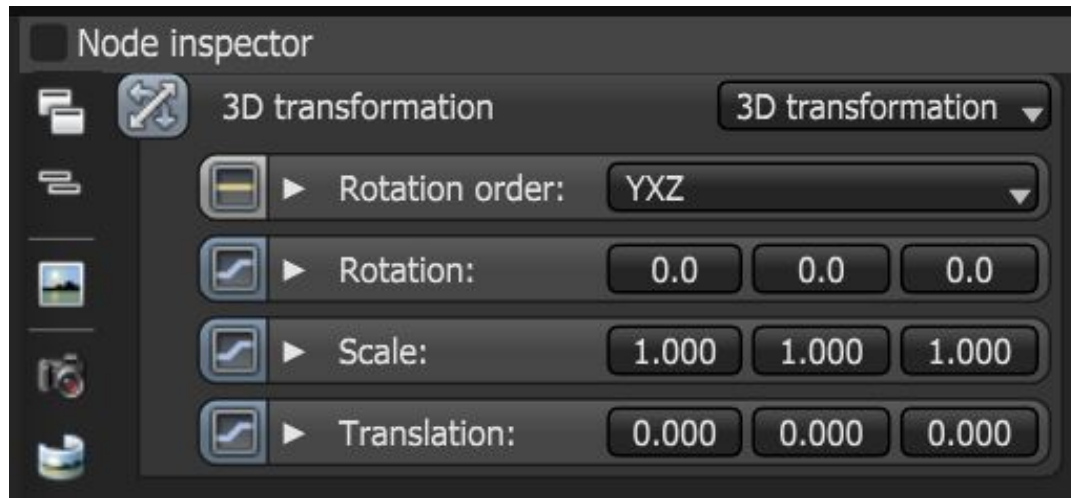 Node inspector
3D transformation 3D transformation
Rotation order: YXZ
Rotation: 0.0 0.0 0.0
Scale: 1.000 1.000 1.000
Translation: 0.000 0.000 0.000